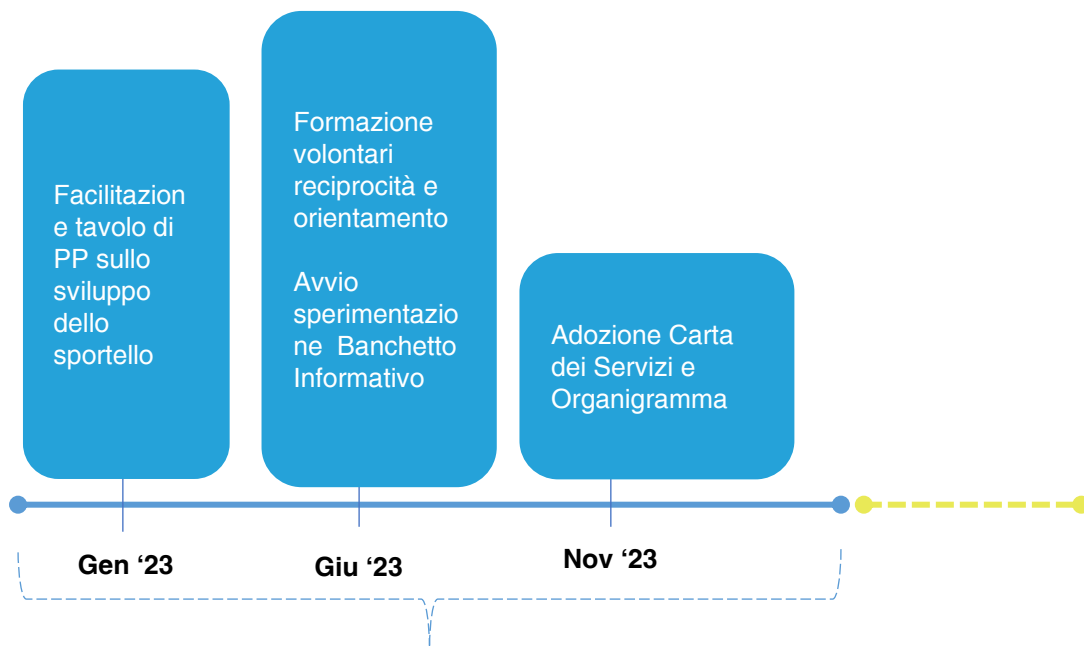 Facilitazion
e tavolo di
PP sullo
sviluppo
dello
sportello
Formazione
volontari
reciprocità e
orientamento
Avvio
sperimentazio
ne  Banchetto
Informativo
Adozione Carta
dei Servizi e
Organigramma
Gen ‘23
Giu ‘23
Nov ‘23